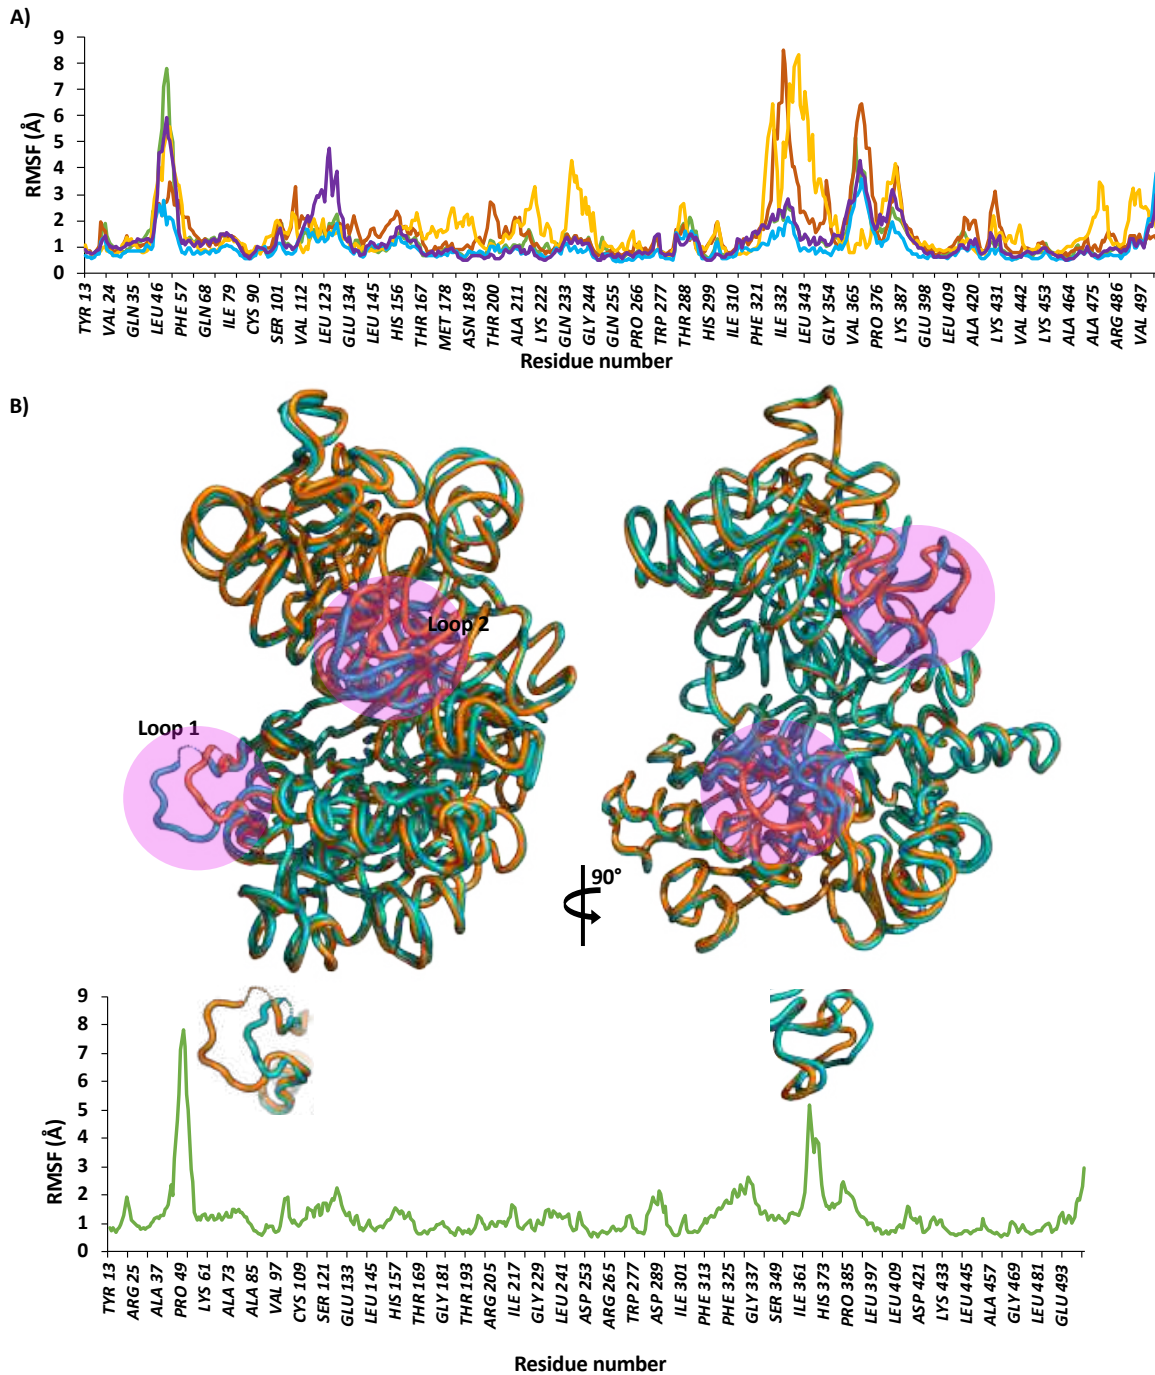 A)
9
8
7
6
5
4
3
2
1
0
RMSF (Å)
TYR 13
VAL 24
GLN 35
LEU 46
PHE 57
GLN 68
ILE 79
CYS 90
SER 101
VAL 112
LEU 123
GLU 134
LEU 145
HIS 156
THR 167
MET 178
ASN 189
THR 200
ALA 211
LYS 222
GLN 233
GLY 244
GLN 255
PRO 266
TRP 277
THR 288
HIS 299
ILE 310
PHE 321
ILE 332
LEU 343
GLY 354
VAL 365
PRO 376
LYS 387
GLU 398
LEU 409
ALA 420
LYS 431
VAL 442
LYS 453
ALA 464
ALA 475
ARG 486
VAL 497
Residue number
B)
Loop 2
Loop 1
90°
9
8
7
6
5
4
3
2
1
0
RMSF (Å)
TYR 13
ARG 25
ALA 37
PRO 49
LYS 61
ALA 73
ALA 85
VAL 97
CYS 109
SER 121
GLU 133
LEU 145
HIS 157
THR 169
GLY 181
THR 193
ARG 205
ILE 217
GLY 229
LEU 241
ASP 253
ARG 265
TRP 277
ASP 289
ILE 301
PHE 313
PHE 325
GLY 337
SER 349
ILE 361
HIS 373
PRO 385
LEU 397
LEU 409
ASP 421
LYS 433
LEU 445
ALA 457
GLY 469
LEU 481
GLU 493
Residue number